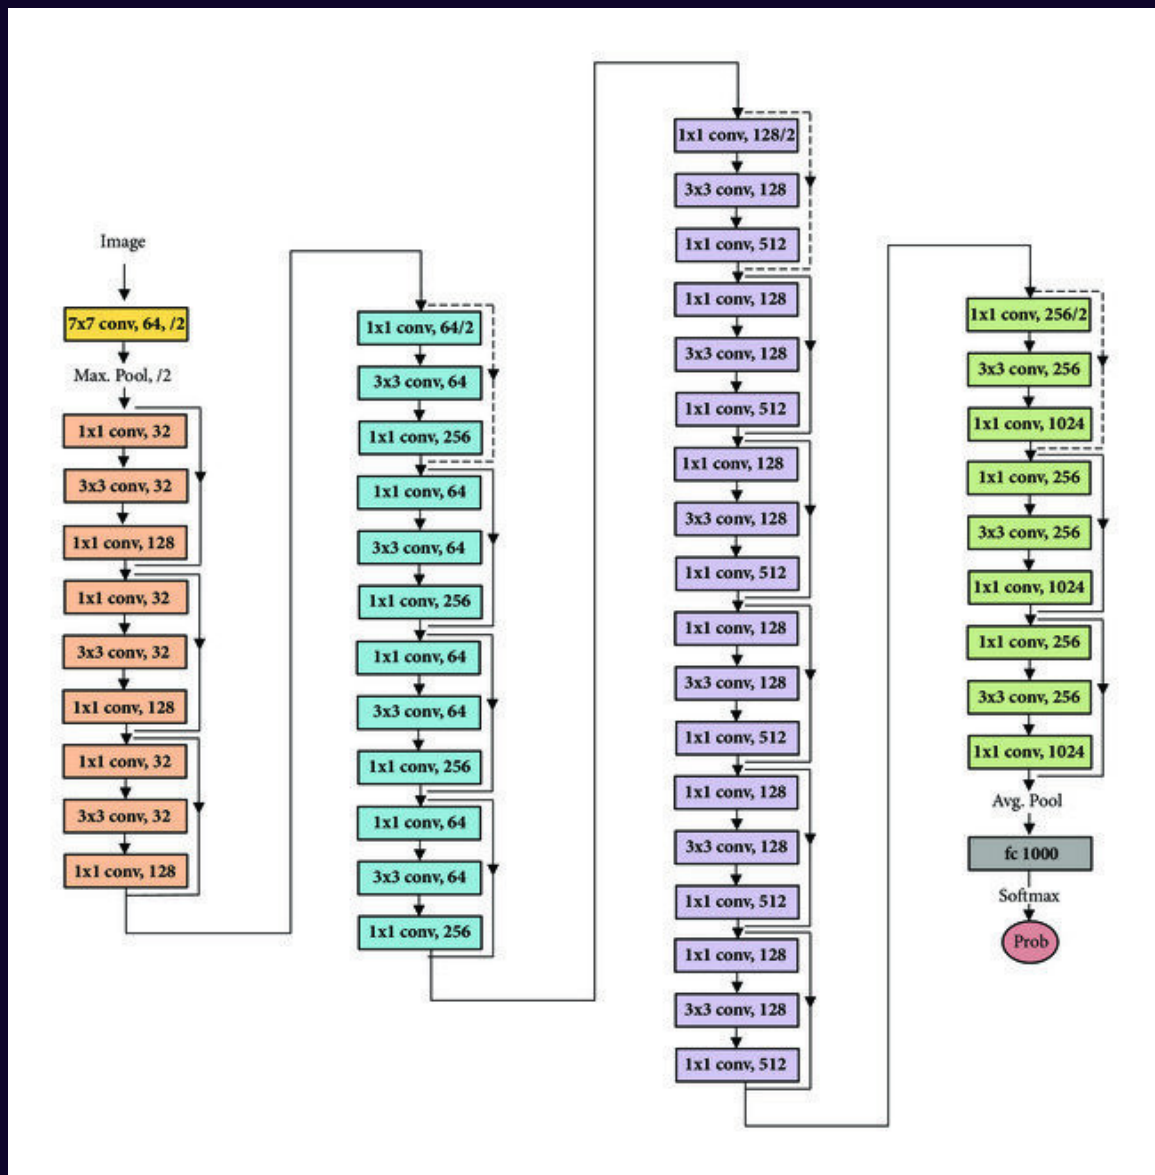 Image
7x7 conv, 64, /2
Max. Pool, /2
1x1 conv, 32
3x3 conv, 32
1x1 conv, 128
1x1 conv, 32
3x3 conv, 32
1x1 conv, 128
1x1 conv, 32
3x3 conv, 32
1x1 conv, 128
1x1 conv, 64/2
3x3 conv, 64
1x1 conv, 256
1x1 conv, 64
3x3 conv, 64
1x1 conv, 256
1x1 conv, 64
3x3 conv, 64
1x1 conv, 256
1x1 conv, 64
3x3 conv, 64
1x1 conv, 256
1x1 conv, 128/2
3x3 conv, 128
1x1 conv, 512
1x1 conv, 128
3x3 conv, 128
1x1 conv, 512
1x1 conv, 128
3x3 conv, 128
1x1 conv, 512
1x1 conv, 128
3x3 conv, 128
1x1 conv, 512
1x1 conv, 128
3x3 conv, 128
1x1 conv, 512
1x1 conv, 128
3x3 conv, 128
1x1 conv, 512
1x1 conv, 256/2
3x3 conv, 256
1x1 conv, 1024
1x1 conv, 256
3x3 conv, 256
1x1 conv, 1024
1x1 conv, 256
3x3 conv, 256
1x1 conv, 1024
Avg. Pool
fc 1000
Softmax
Prob